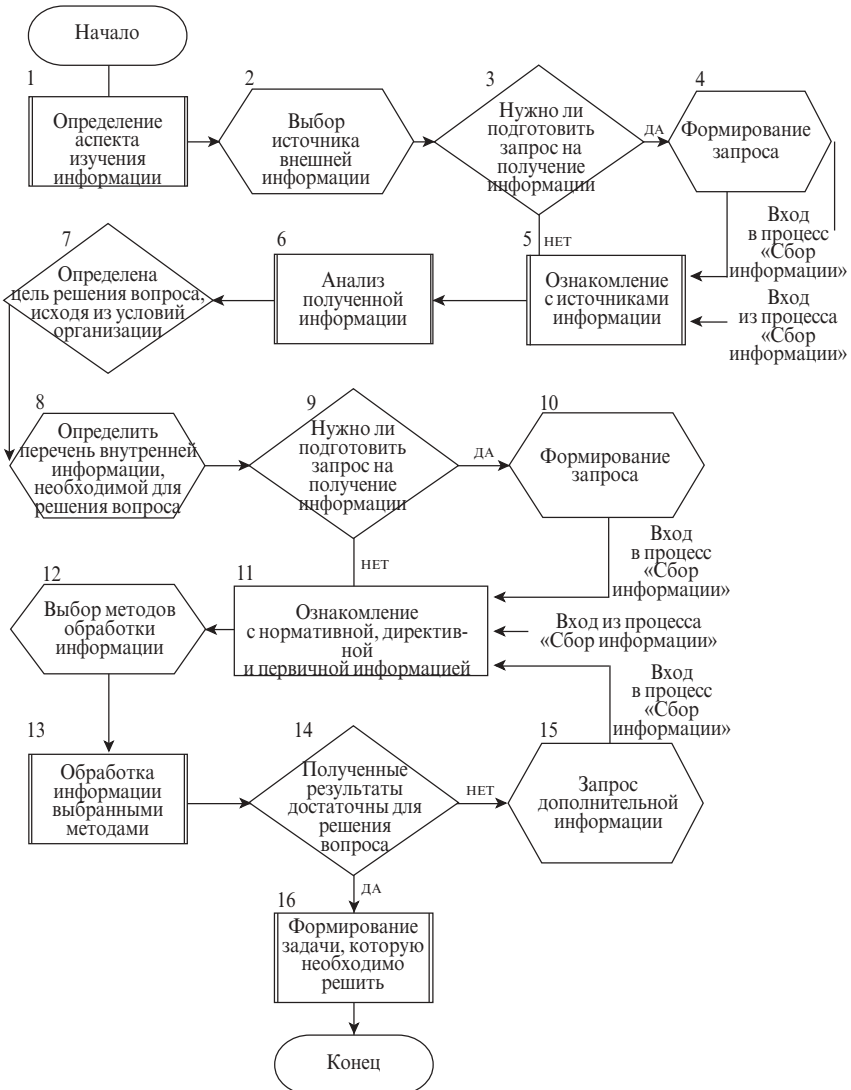 Начало
1
Определение
аспекта
изучения
информации
2
Выбор
источника
внешней
информации
3
Нужно ли
подготовить
запрос на
получение
информации
ДА
4
Формирование
запроса
Вход
в процесс
«Сбор
информации»
НЕТ
5
Ознакомление
с источниками
информации
Вход
из процесса
«Сбор
информации»
6
Анализ
полученной
информации
7
Определена
цель решения вопроса,
исходя из условий
организации
8
Определить
перечень внутренней
информации,
необходимой для
решения вопроса
9
Нужно ли
подготовить
запрос на
получение
информации
ДА
10
Формирование
запроса
Вход
в процесс
«Сбор
информации»
НЕТ
11
Ознакомление
с нормативной, директив-
ной
и первичной информацией
Вход из процесса
«Сбор информации»
12
Выбор методов
обработки
информации
13
Обработка
информации
выбранными
методами
14
Полученные
результаты
достаточны для
решения
вопроса
НЕТ
15
Запрос
дополнительной
информации
Вход
в процесс
«Сбор
информации»
ДА
16
Формирование
задачи, которую
необходимо
решить
Конец